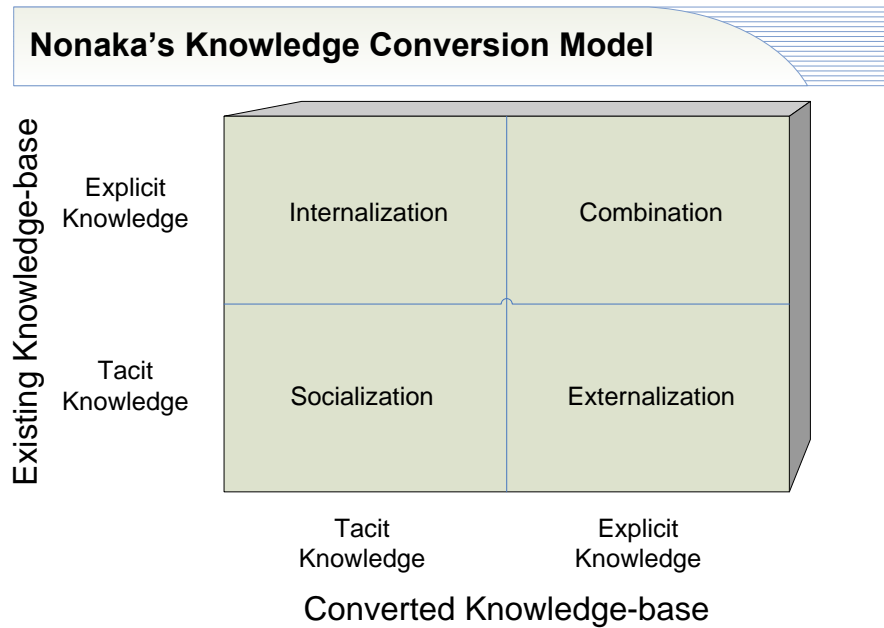 Nonaka’s Knowledge Conversion Model
Existing Knowledge-base
Explicit
Knowledge
Internalization
Combination
Tacit
Knowledge
Socialization
Externalization
Tacit
Knowledge
Explicit
Knowledge
Converted Knowledge-base